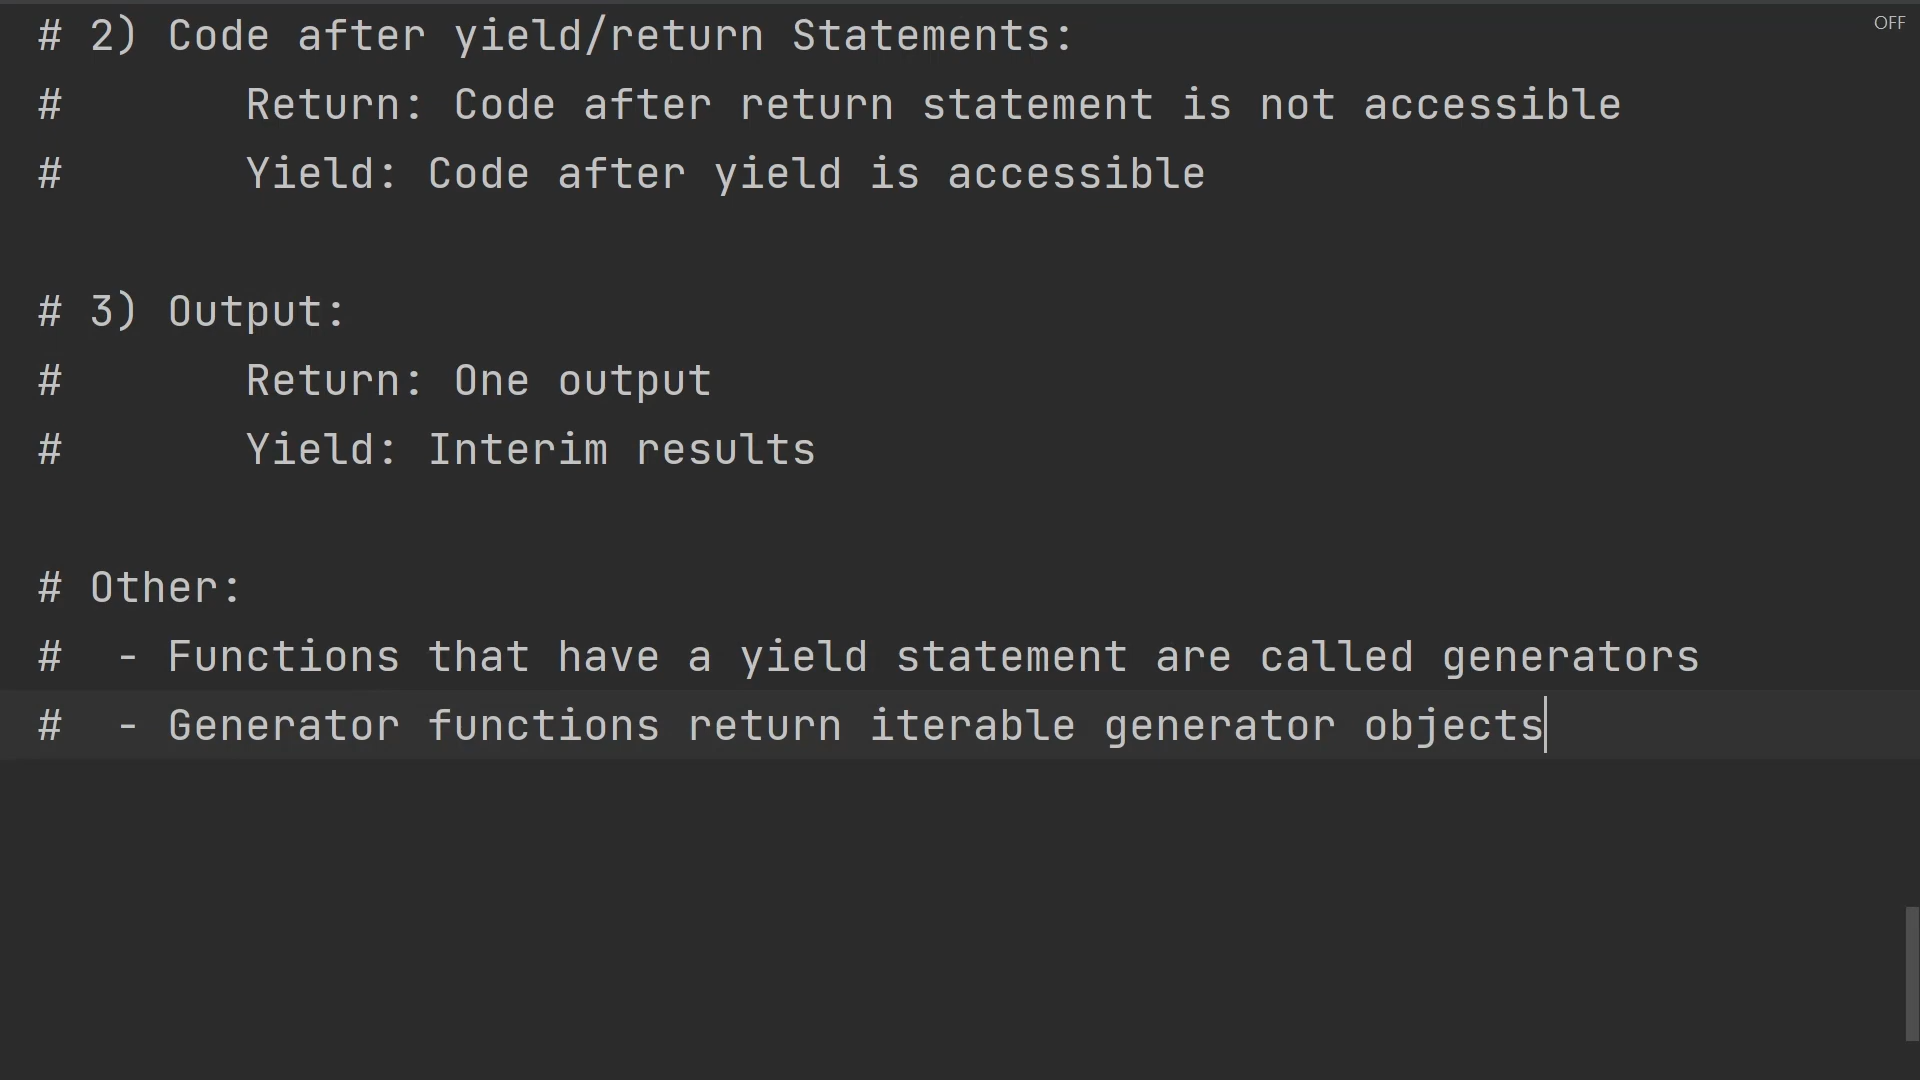 # 2) Code after yield/return Statements:
OFF
#       Return: Code after return statement is not accessible
#       Yield: Code after yield is accessible
# 3) Output:
#       Return: One output
#       Yield: Interim results
# Other:
#  - Functions that have a yield statement are called generators
#  - Generator functions return iterable generator objects